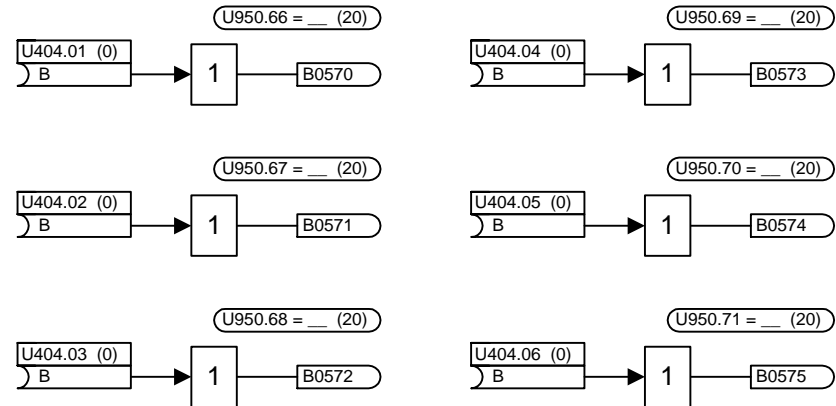 U950.66 = __ (20)
U404.01 (0)
B
1
B0570
U950.69 = __ (20)
U404.04 (0)
B
1
B0573
U950.67 = __ (20)
U404.02 (0)
B
1
B0571
U950.70 = __ (20)
U404.05 (0)
B
1
B0574
U950.68 = __ (20)
U404.03 (0)
B
1
B0572
U950.71 = __ (20)
U404.06 (0)
B
1
B0575